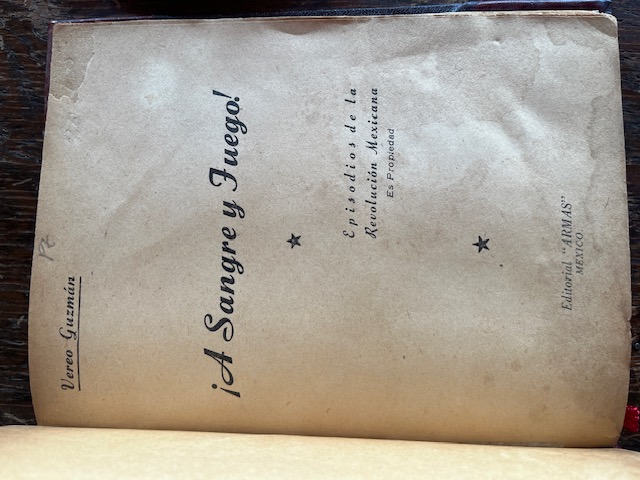 Vereo Guzmán
¡A Sangre y Fuego!
Episodios de la
Revolución Mexicana
Es Propiedad
Editorial "ARMAS"
MEXICO.